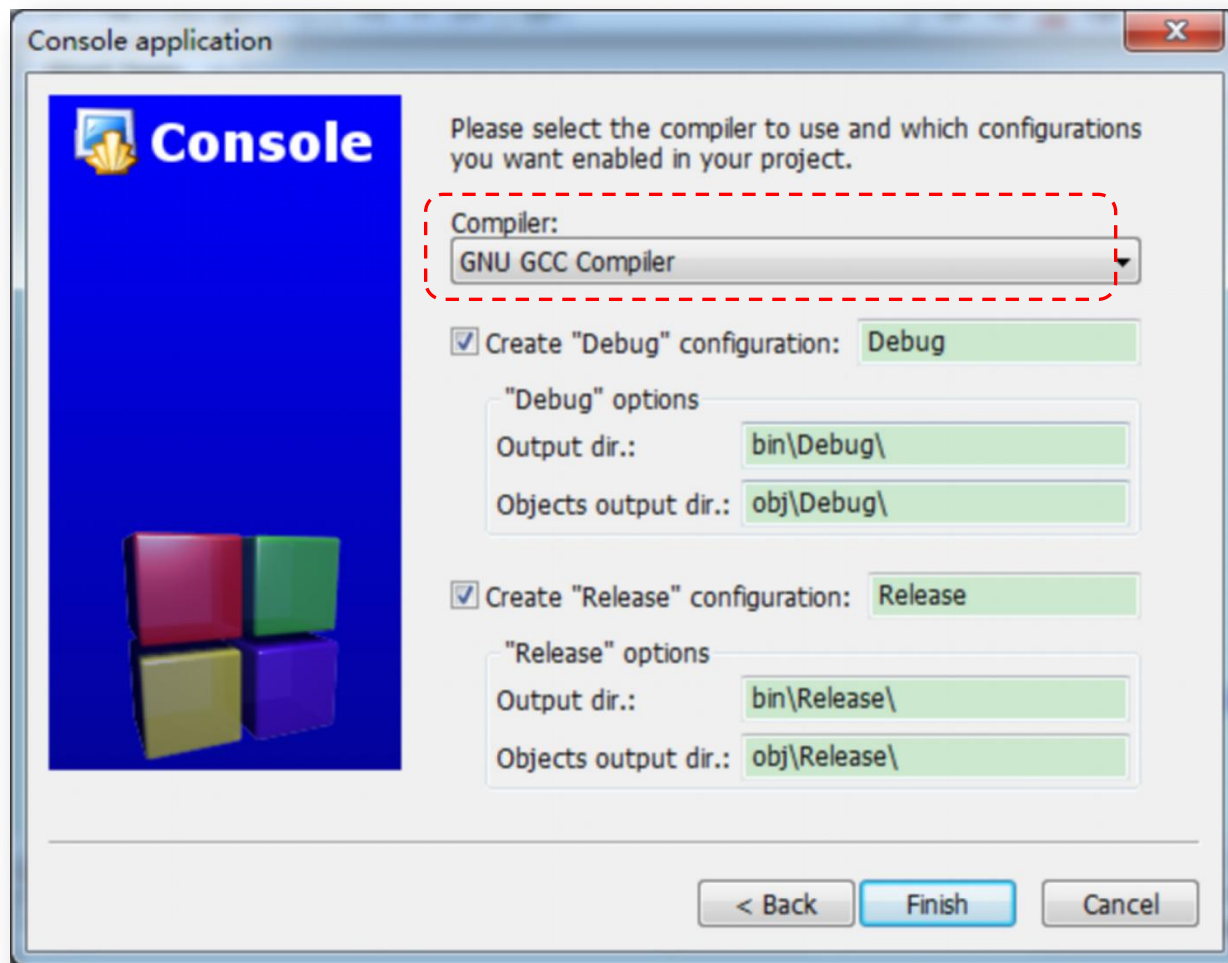 Console application
Console
Please select the compiler to use and which configurations
you want enabled in your project.
Compiler:
GNU GCC Compiler
Create "Debug" configuration: Debug
"Debug" options
Output dir.: bin\Debug\
Objects output dir.: obj\Debug\
Create "Release" configuration: Release
"Release" options
Output dir.: bin\Release\
Objects output dir.: obj\Release\
< Back Finish Cancel